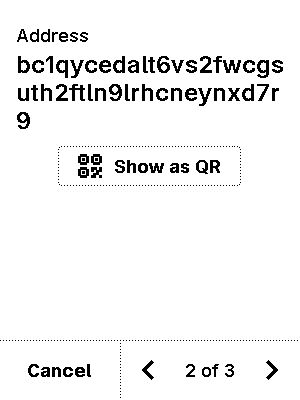 Address
bc1qycedalt6vs2fwcgs
uth2ftln9lrhcneynxd7r
9
Show as QR
Cancel
2 of 3